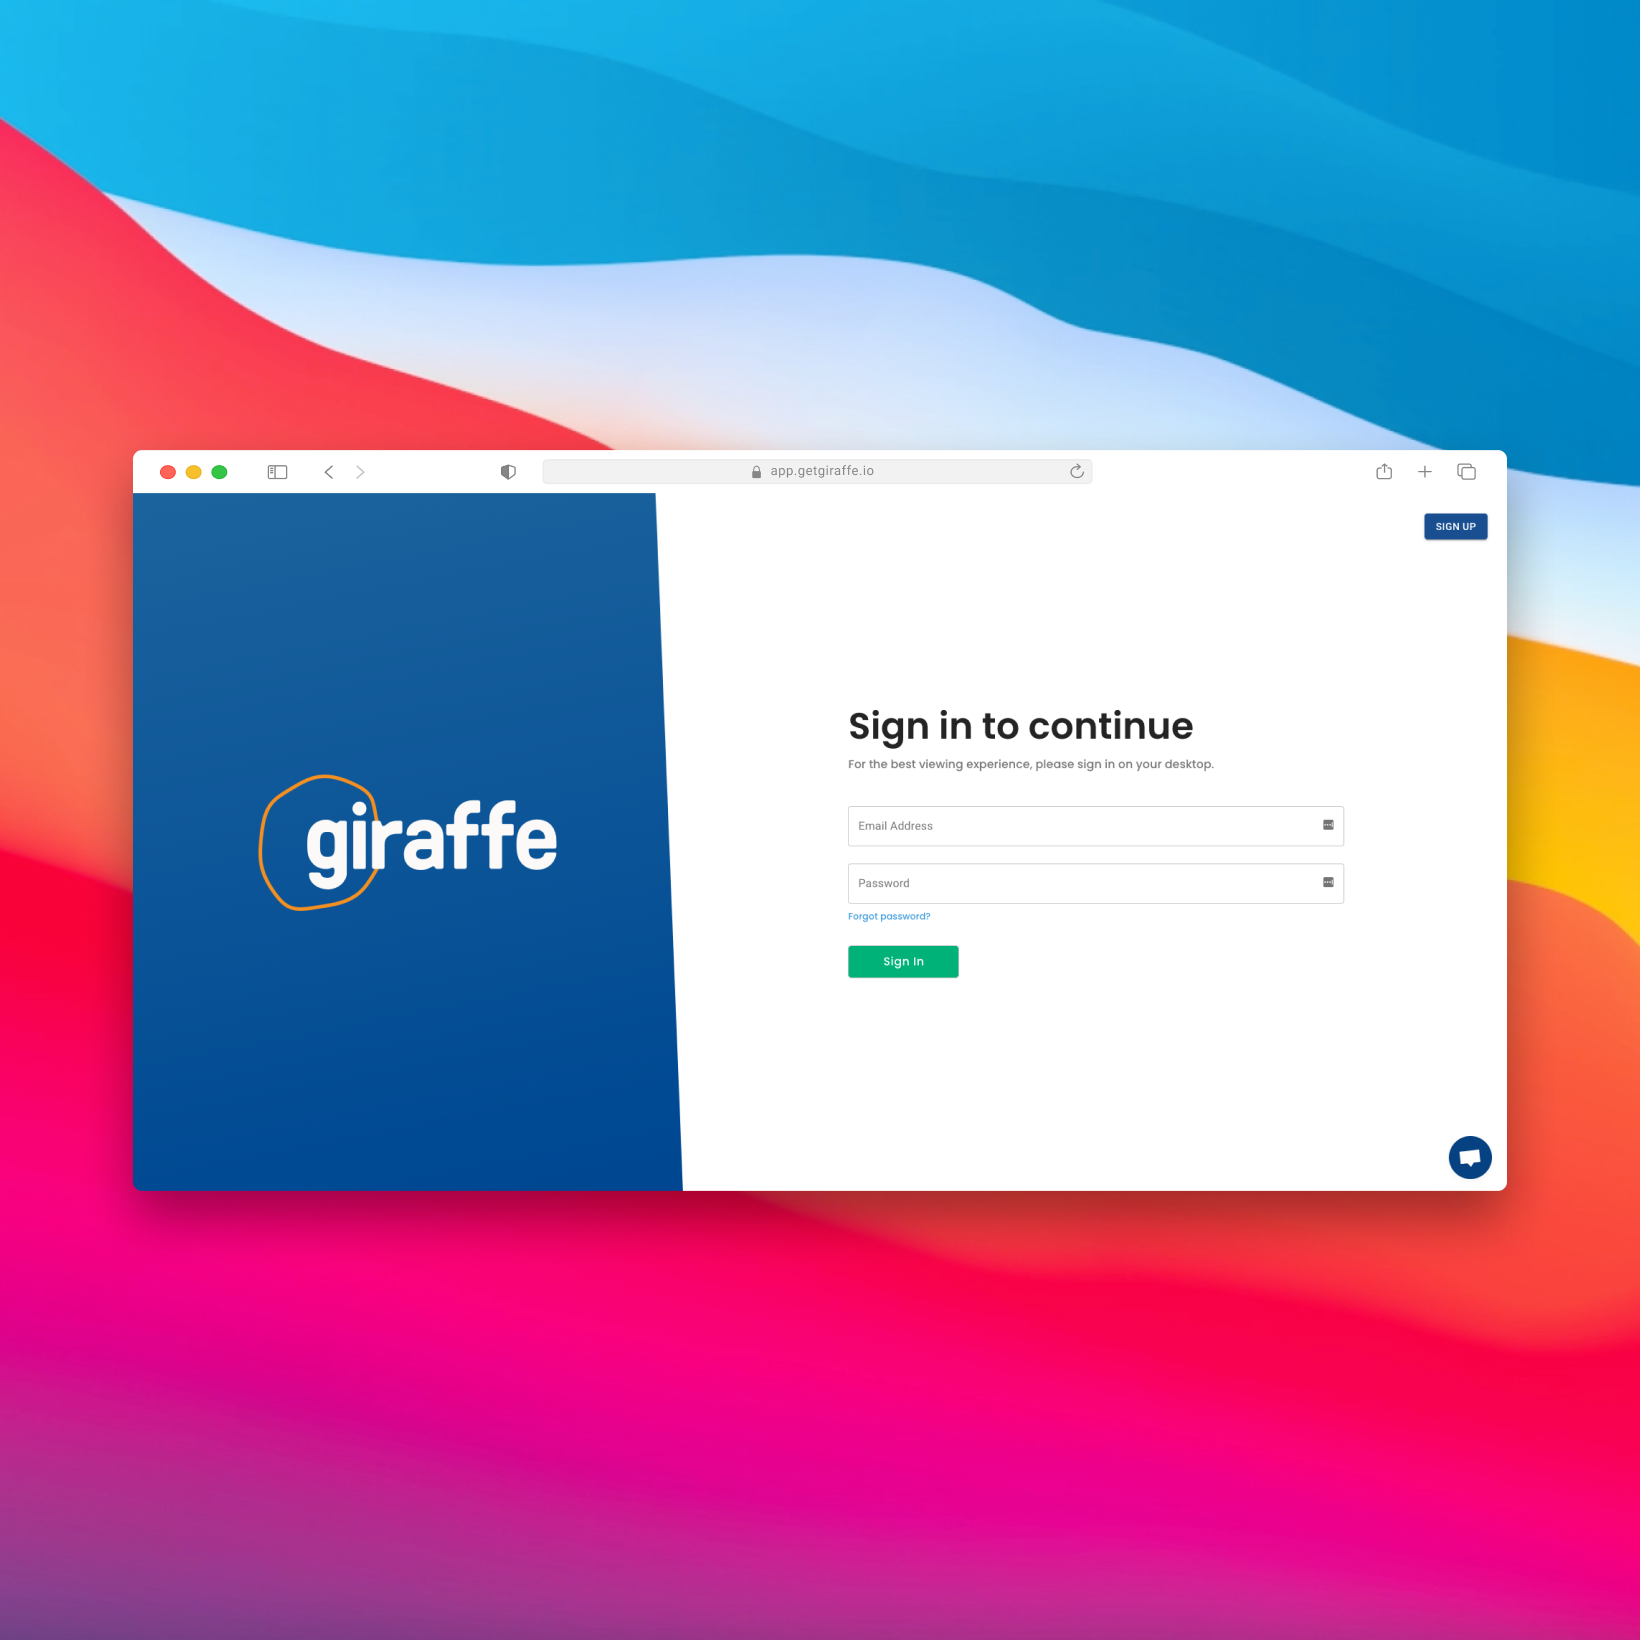 app.getgiraffe.io
SIGN UP
giraffe
Sign in to continue
For the best viewing experience, please sign in on your desktop.
Email Address
Password
Forgot password?
Sign In